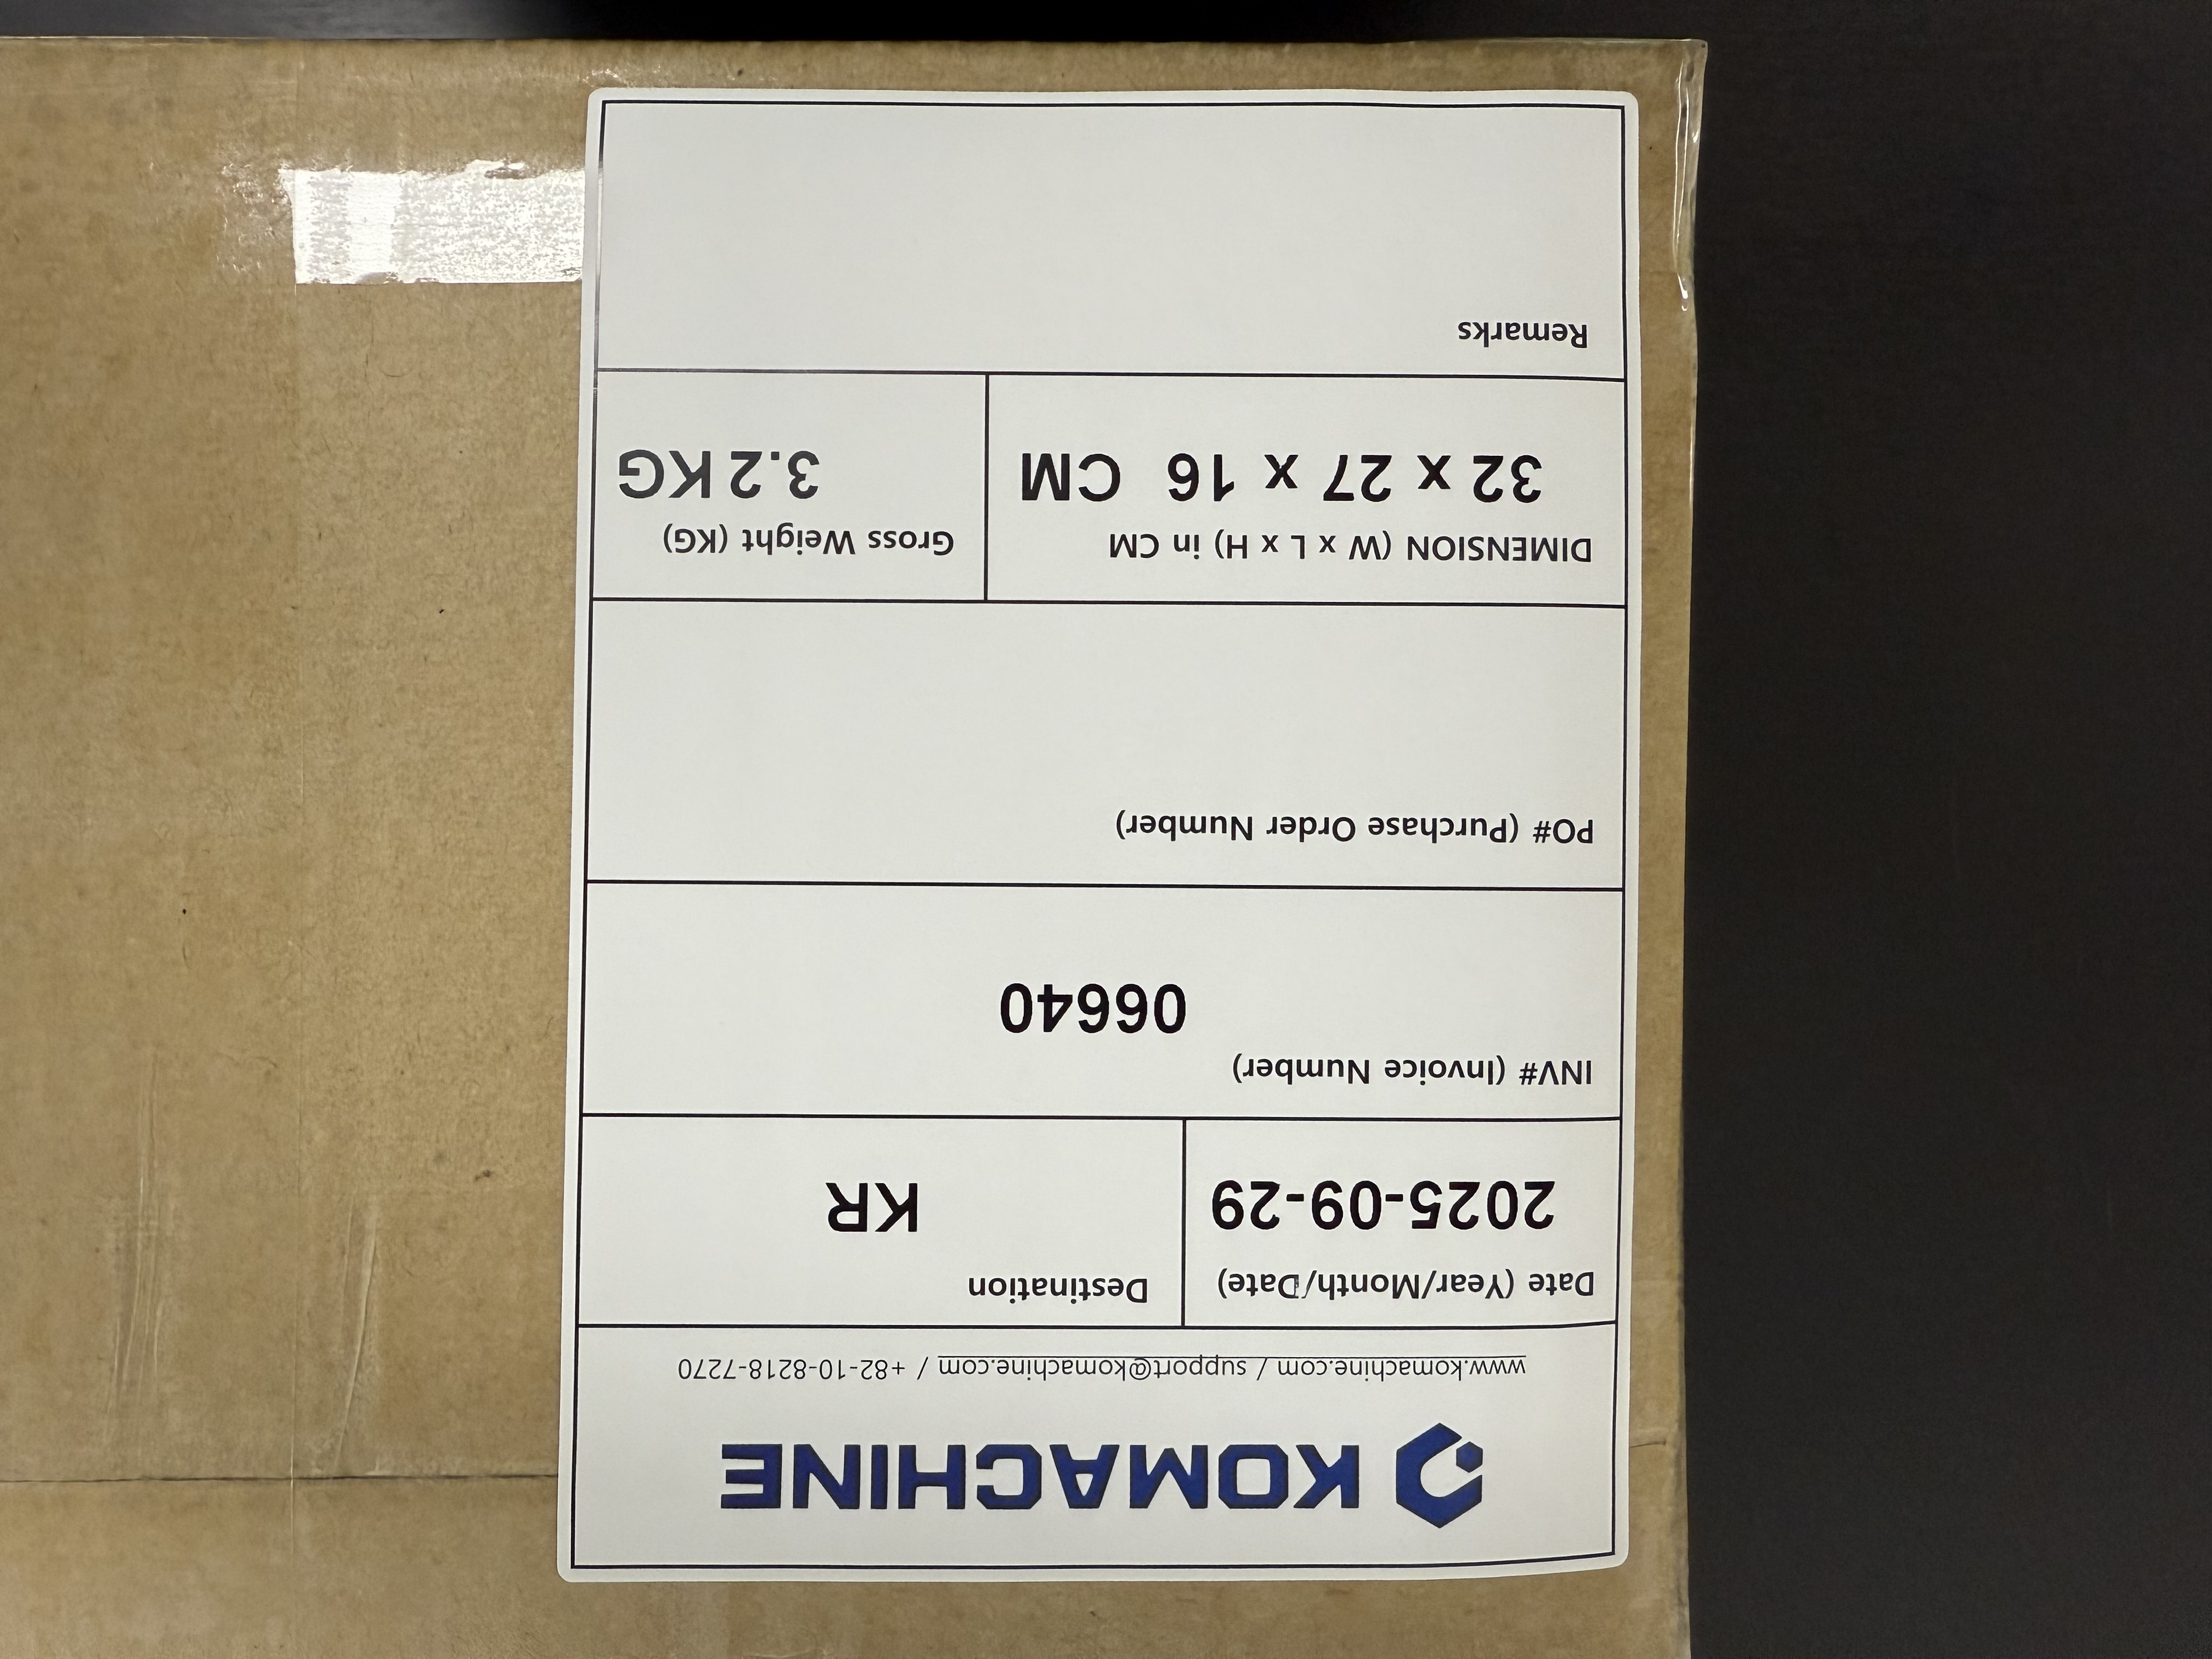 KOMACHINE
www.komachine.com / support@komachine.com / +82-10-8218-7270
Date (Year/Month/Date)
2025-09-29
Destination
KR
INV# (Invoice Number)
06640
PO# (Purchase Order Number)
DIMENSION (W x L x H) in CM
32 x 27 x 16 CM
Gross Weight (KG)
3.2 KG
Remarks